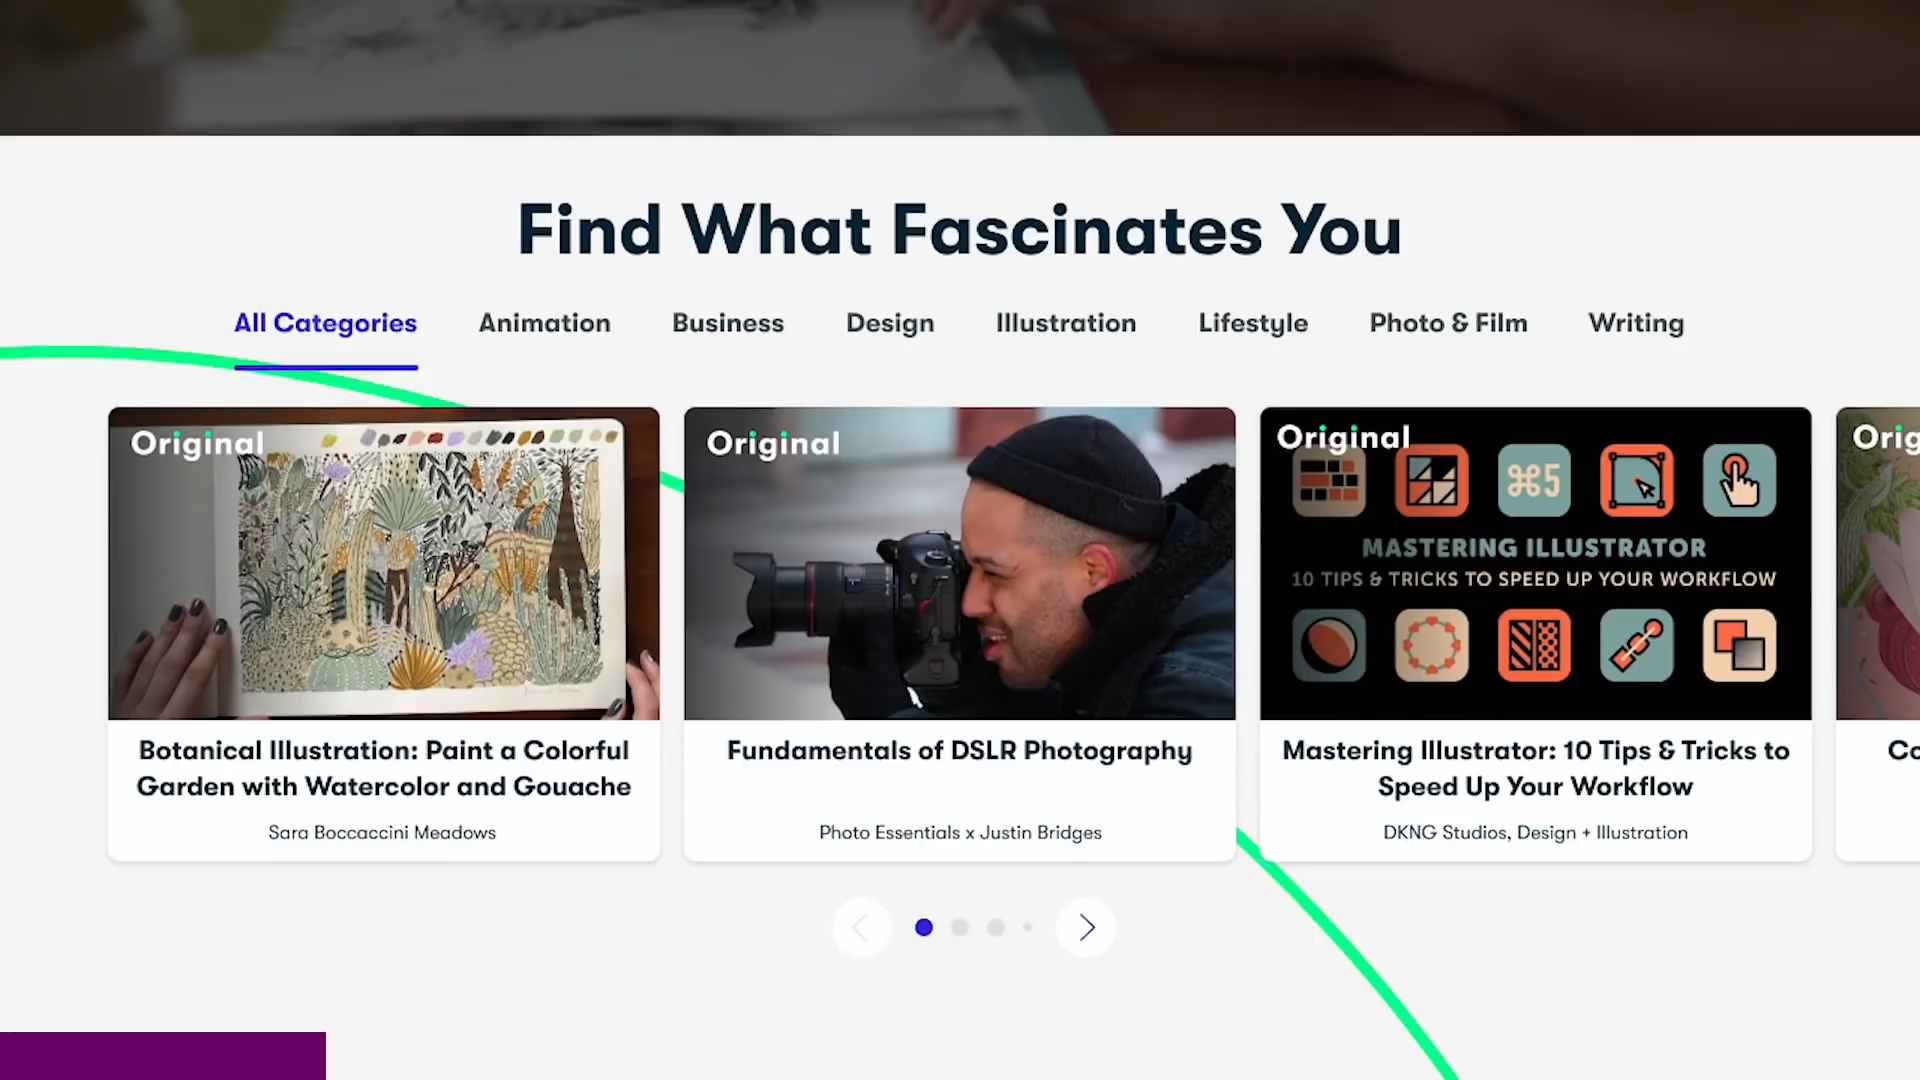 Find What Fascinates You
All Categories Animation Business Design Illustration Lifestyle Photo & Film Writing
Original
Original
Original
⌘5
MASTERING ILLUSTRATOR
10 TIPS & TRICKS TO SPEED UP YOUR WORKFLOW
Orig
Botanical Illustration: Paint a Colorful
Garden with Watercolor and Gouache
Sara Boccaccini Meadows
Fundamentals of DSLR Photography
Photo Essentials x Justin Bridges
Mastering Illustrator: 10 Tips & Tricks to
Speed Up Your Workflow
DKNG Studios, Design + Illustration
Co